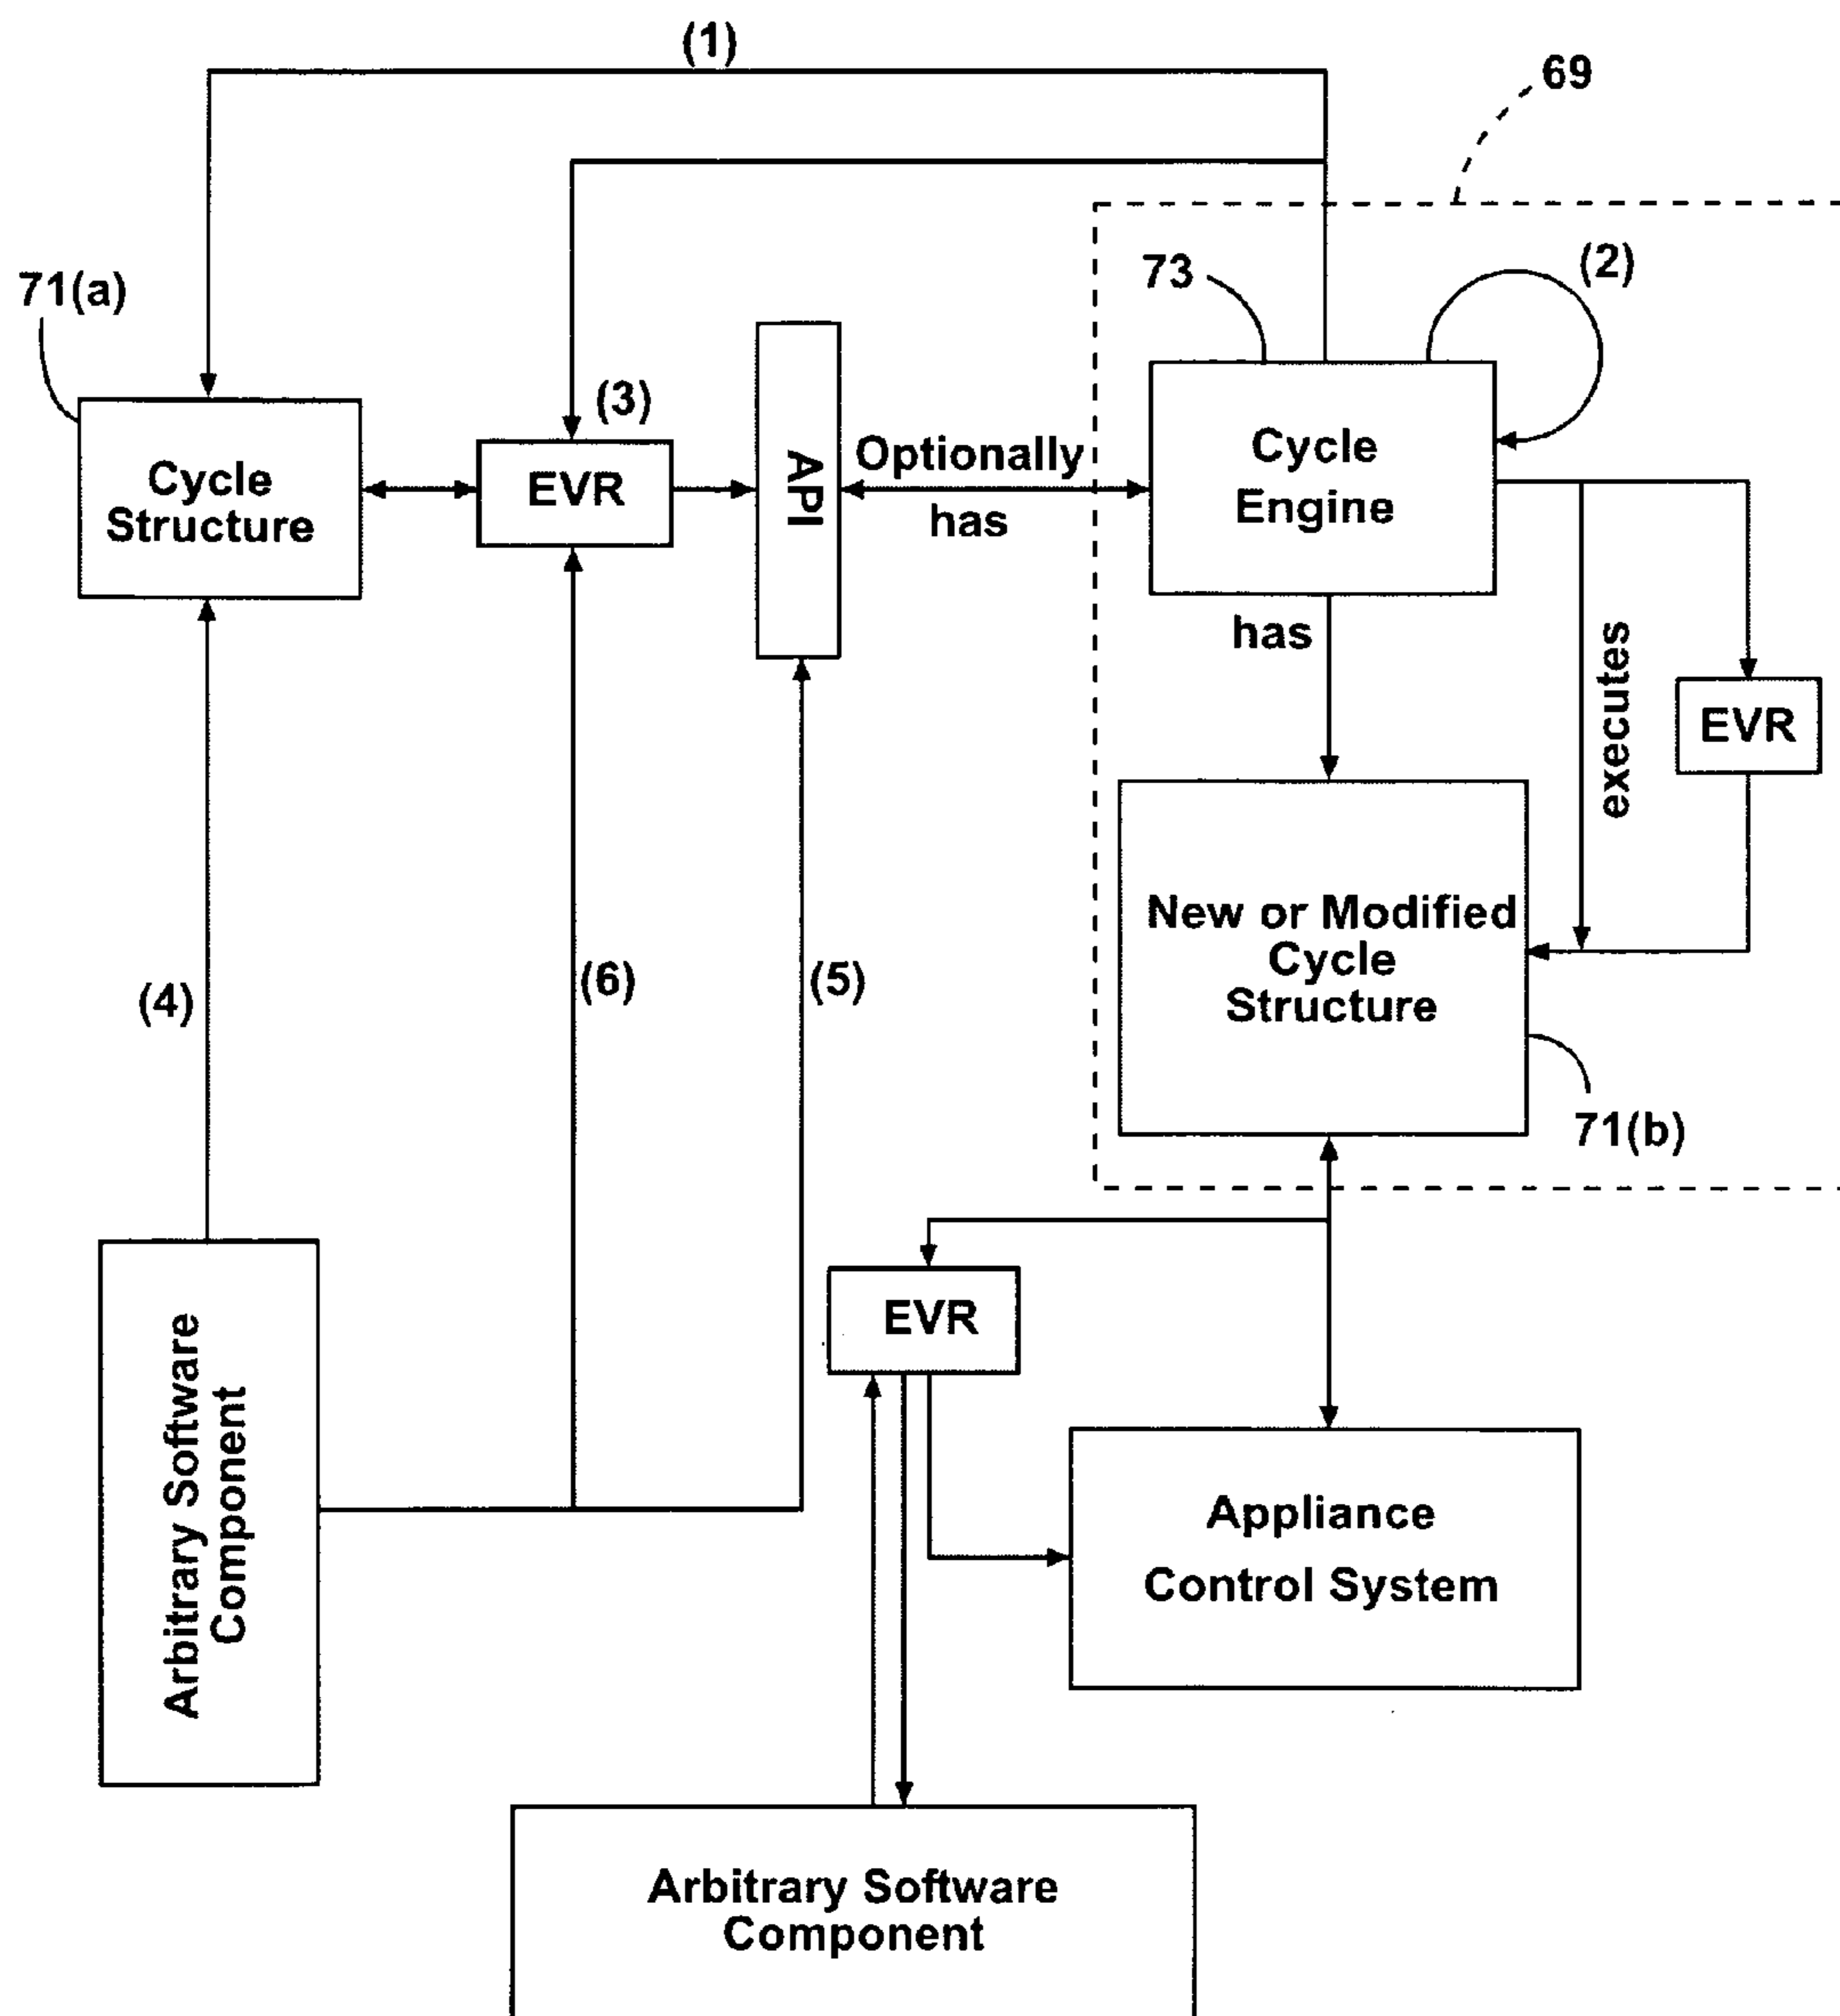 (1)
69
73
(2)
71(a)
(3)
Cycle
Structure
EVR
API
Optionally
has
Cycle
Engine
has
executes
EVR
New or Modified
Cycle
Structure
(4)
(6)
(5)
71(b)
EVR
Arbitrary Software
Component
Appliance
Control System
Arbitrary Software
Component